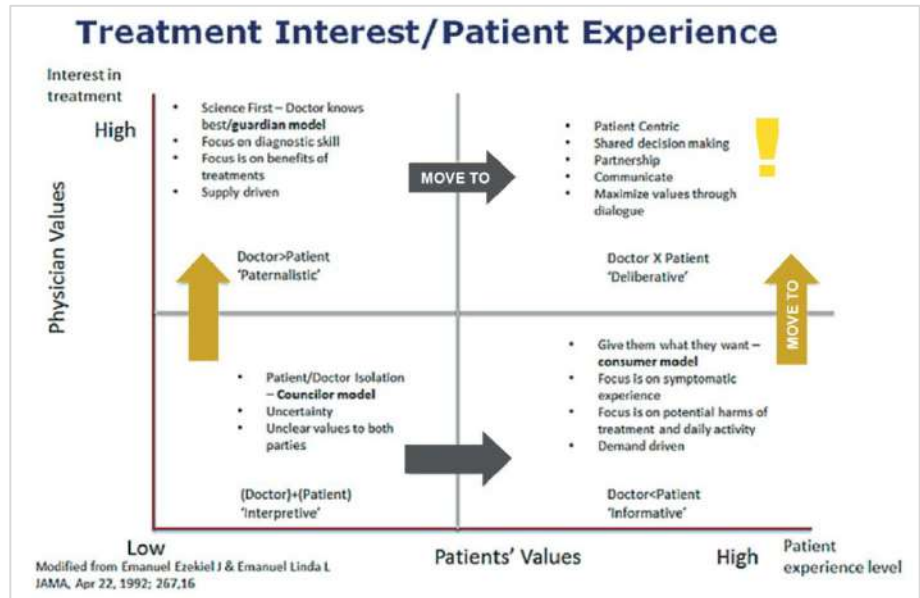 Treatment Interest/Patient Experience
Interest in
treatment
High
Physician Values
• Science First – Doctor knows
best/guardian model
• Focus on diagnostic skill
• Focus is on benefits of
treatments
• Supply driven
Doctor>Patient
'Paternalistic'
MOVE TO
• Patient Centric
• Shared decision making
• Partnership
• Communicate
• Maximize values through
dialogue
!
Doctor X Patient
'Deliberative'
MOVE TO
• Patient/Doctor Isolation
– Councilor model
• Uncertainty
• Unclear values to both
parties
(Doctor)+(Patient)
'Interpretive'
• Give them what they want –
consumer model
• Focus is on symptomatic
experience
• Focus is on potential harms of
treatment and daily activity
• Demand driven
Doctor<Patient
'Informative'
Low
Patients' Values
High
Patient
experience level
Modified from Emanuel Ezekiel J & Emanuel Linda L
JAMA, Apr 22, 1992; 267,16